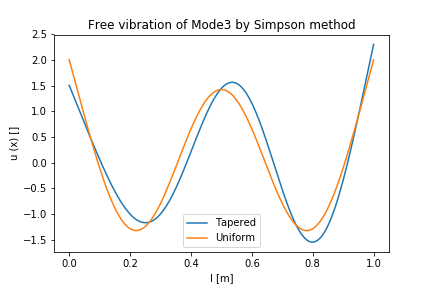 Free vibration of Mode3 by Simpson method
u (x) []
2.5
2.0
1.5
1.0
0.5
0.0
−0.5
−1.0
−1.5
Tapered
Uniform
0.0 0.2 0.4 0.6 0.8 1.0
l [m]